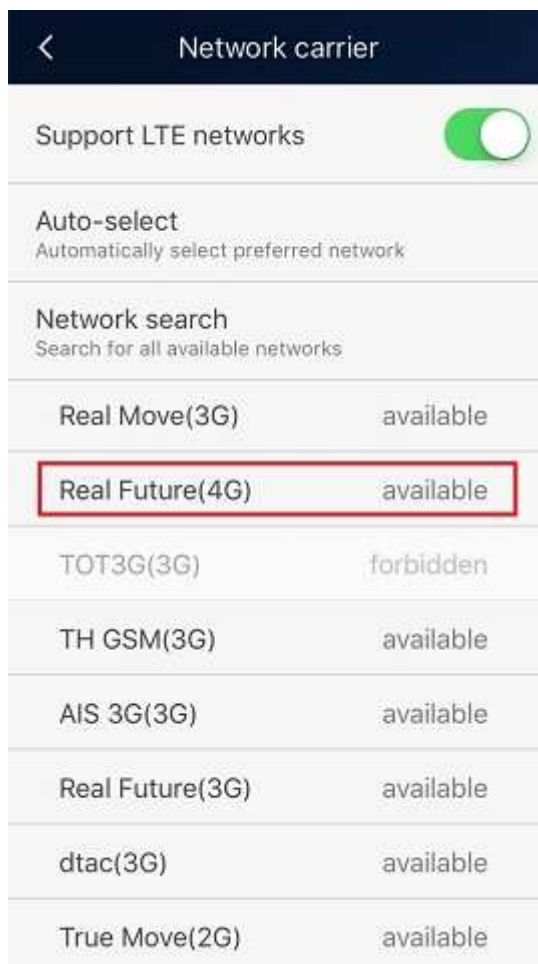 Network carrier
Support LTE networks
Auto-select
Automatically select preferred network
Network search
Search for all available networks
Real Move(3G) available
Real Future(4G) available
TOT3G(3G) forbidden
TH GSM(3G) available
AIS 3G(3G) available
Real Future(3G) available
dtac(3G) available
True Move(2G) available